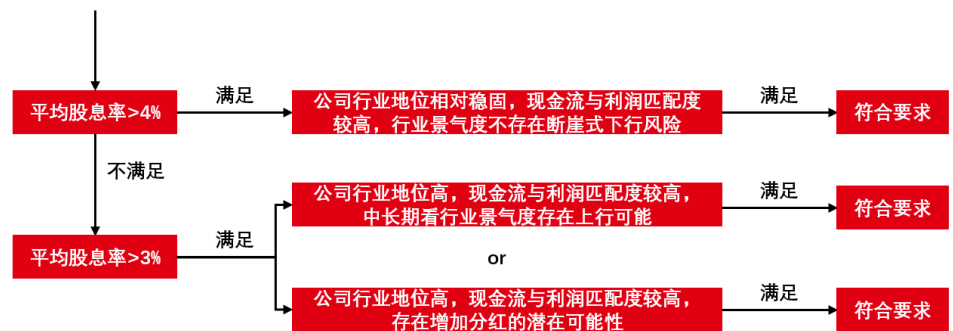 平均股息率>4%
满足
公司行业地位相对稳固，现金流与利润匹配度
较高，行业景气度不存在断崖式下行风险
满足
符合要求
不满足
平均股息率>3%
满足
公司行业地位高，现金流与利润匹配度较高，
中长期看行业景气度存在上行可能
满足
符合要求
or
公司行业地位高，现金流与利润匹配度较高，
存在增加分红的潜在可能性
满足
符合要求